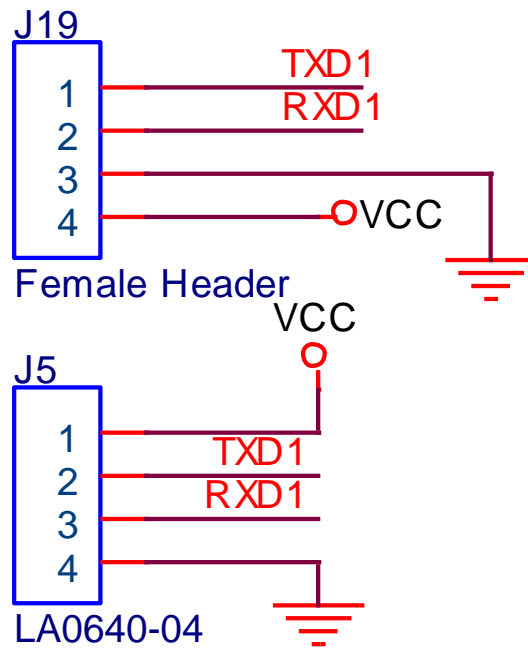 J19
1 TXD1
2 RXD1
3
4 VCC
Female Header
VCC
J5
1
2 TXD1
3 RXD1
4
LA0640-04